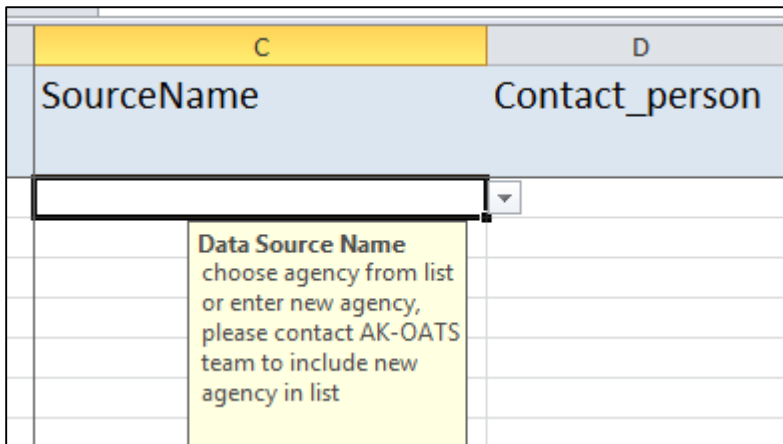 C D
SourceName Contact_person
Data Source Name
choose agency from list
or enter new agency,
please contact AK-OATS
team to include new
agency in list